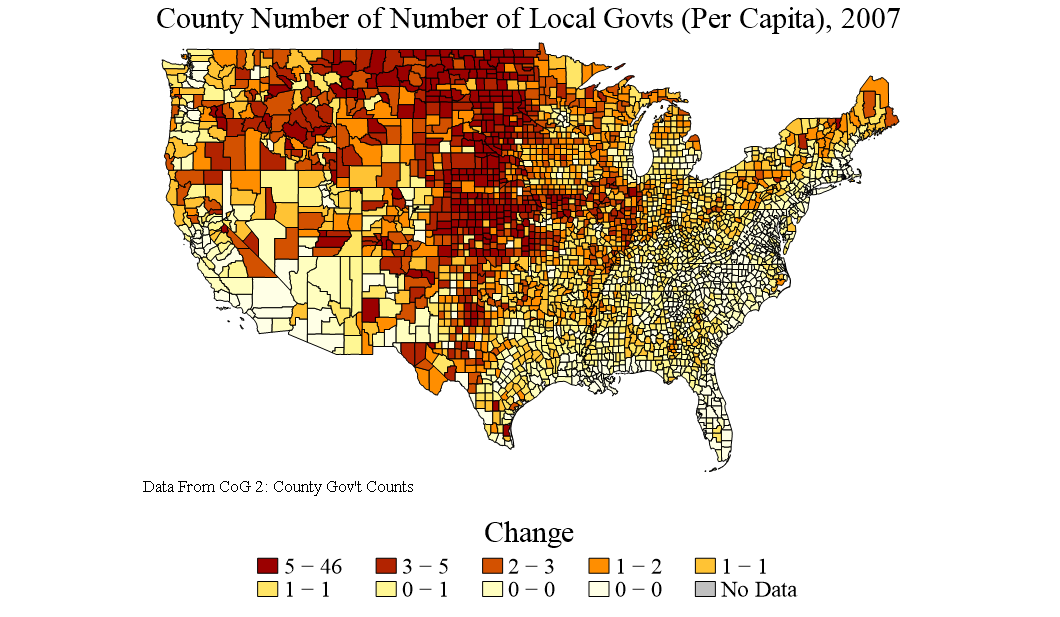 County Number of Number of Local Govts (Per Capita), 2007
Data From CoG 2: County Gov't Counts
Change
5 − 46 3 − 5 2 − 3 1 − 2 1 − 1
1 − 1 0 − 1 0 − 0 0 − 0 No Data